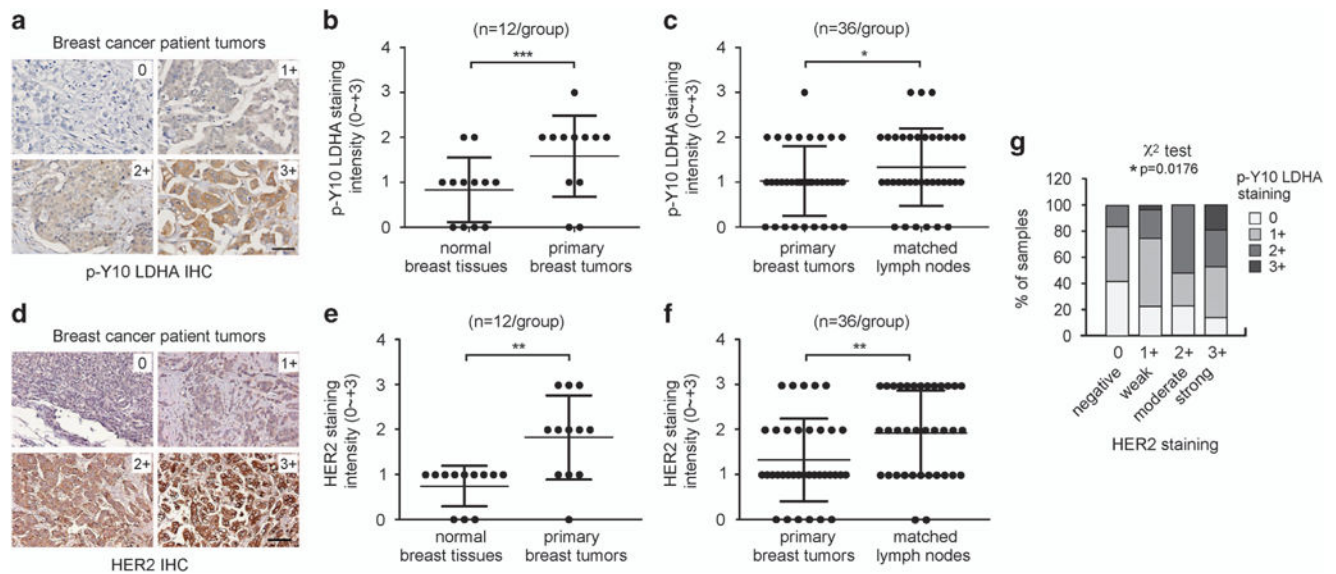 a
Breast cancer patient tumors
0
1+
2+
3+
p-Y10 LDHA IHC
b
(n=12/group)
***
p-Y10 LDHA staining
intensity (0~+3)
4
3
2
1
0
normal
breast tissues
primary
breast tumors
c
(n=36/group)
*
p-Y10 LDHA staining
intensity (0~+3)
4
3
2
1
0
primary
breast tumors
matched
lymph nodes
d
Breast cancer patient tumors
0
1+
2+
3+
HER2 IHC
e
(n=12/group)
**
HER2 staining
intensity (0~+3)
4
3
2
1
0
normal
breast tissues
primary
breast tumors
f
(n=36/group)
**
HER2 staining
intensity (0~+3)
4
3
2
1
0
primary
breast tumors
matched
lymph nodes
g
χ² test
*p=0.0176
p-Y10 LDHA
staining
0
1+
2+
3+
% of samples
120
100
80
60
40
20
0
0
negative
1+
weak
2+
moderate
3+
strong
HER2 staining